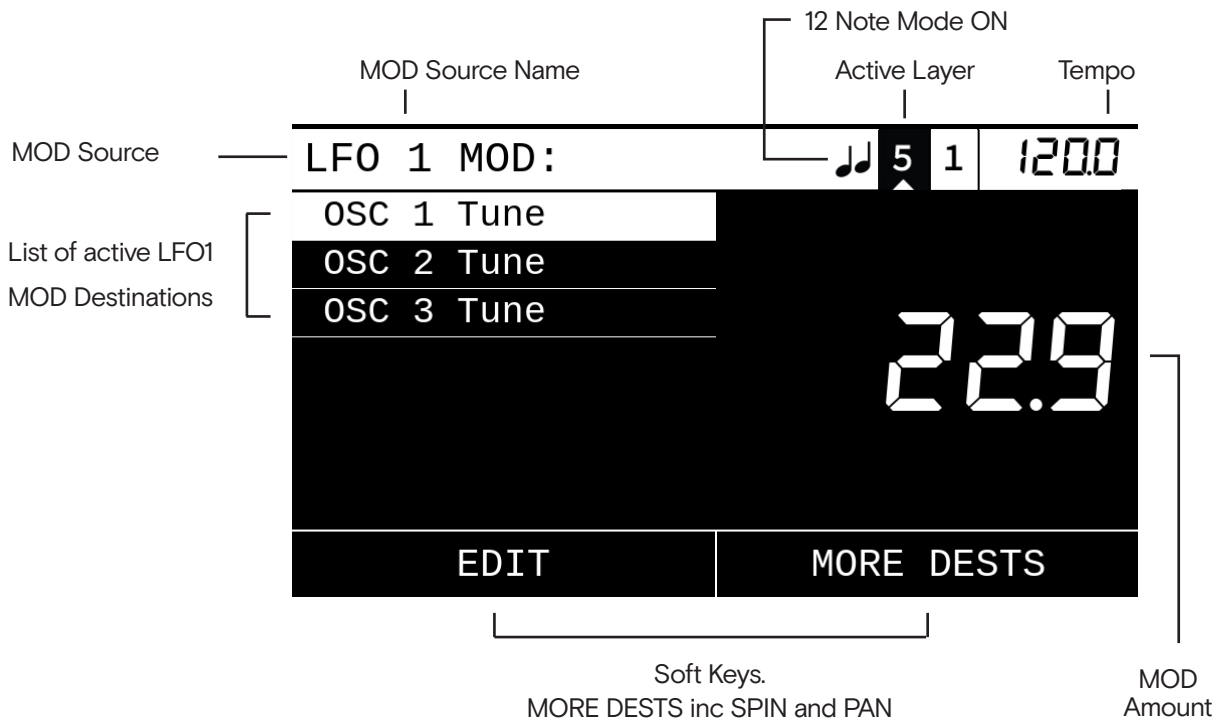 12 Note Mode ON
MOD Source Name
Active Layer
Tempo
MOD Source
LFO 1 MOD:
5
1
120.0
List of active LFO1
MOD Destinations
OSC 1 Tune
OSC 2 Tune
OSC 3 Tune
22.9
EDIT
MORE DESTS
Soft Keys.
MORE DESTS inc SPIN and PAN
MOD
Amount